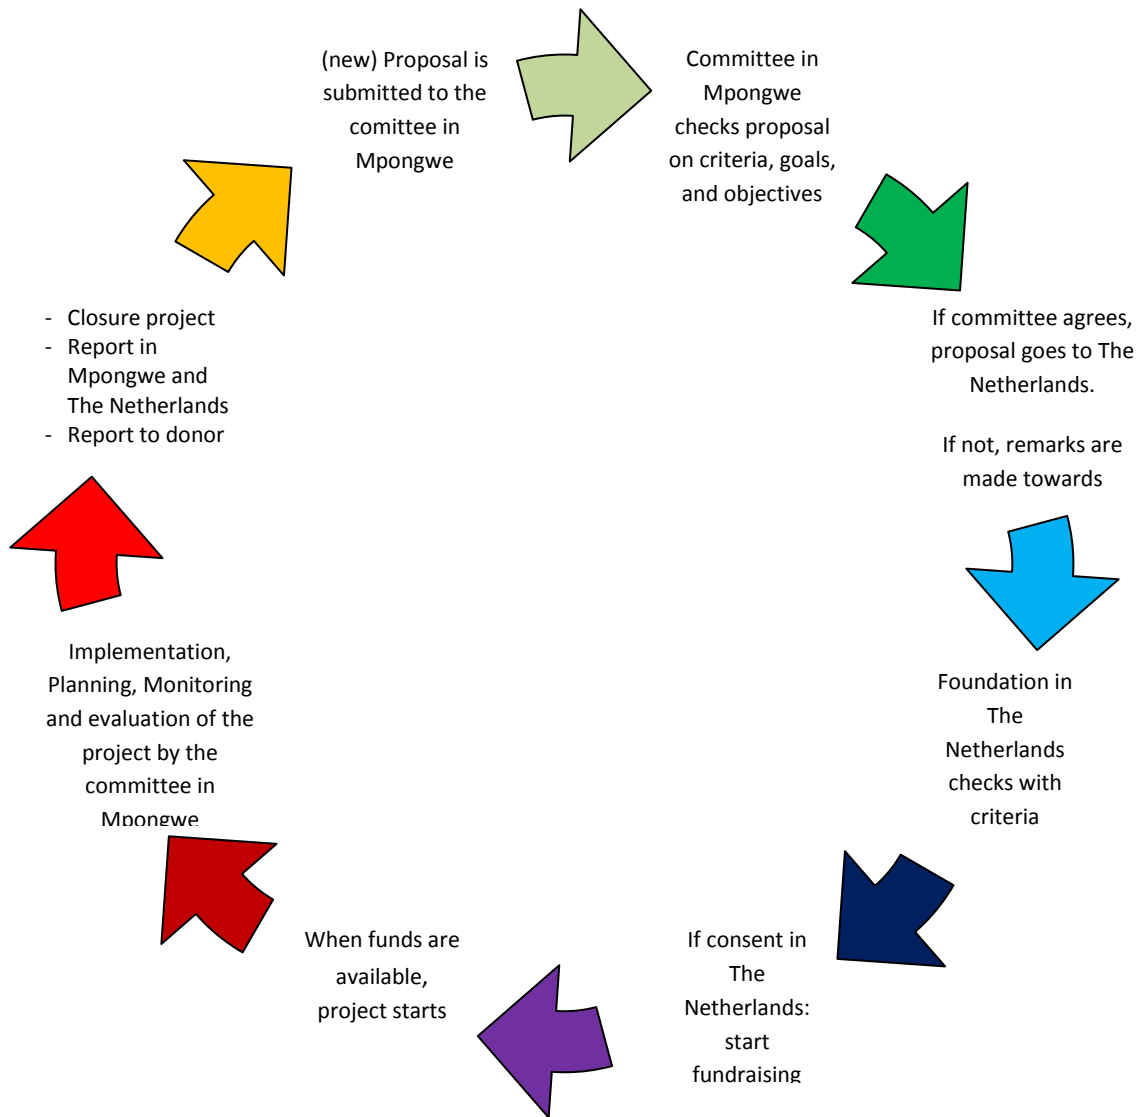 (new) Proposal is
submitted to the
comittee in
Mpongwe
Committee in
Mpongwe
checks proposal
on criteria, goals,
and objectives
If committee agrees,
proposal goes to The
Netherlands.
If not, remarks are
made towards
Foundation in
The
Netherlands
checks with
criteria
If consent in
The
Netherlands:
start
fundraising
When funds are
available,
project starts
Implementation,
Planning, Monitoring
and evaluation of the
project by the
committee in
Mpongwe
- Closure project
- Report in
Mpongwe and
The Netherlands
- Report to donor